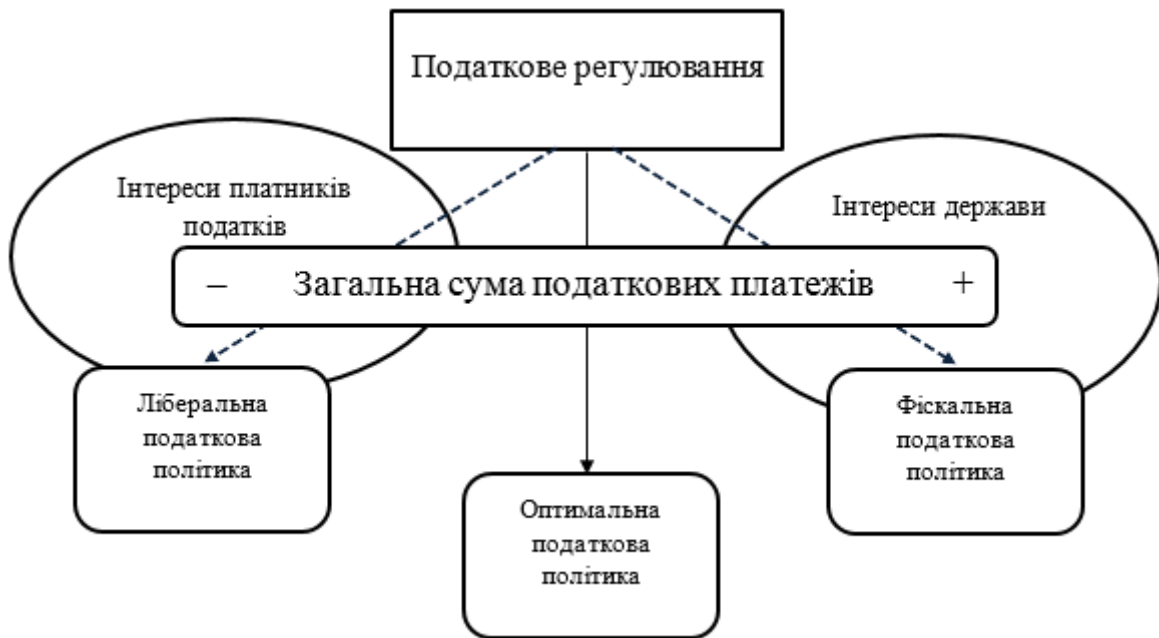 Податкове регулювання
Інтереси платників
податків
Інтереси держави
– Загальна сума податкових платежів +
Ліберальна
податкова
політика
Оптимальна
податкова
політика
Фіскальна
податкова
політика